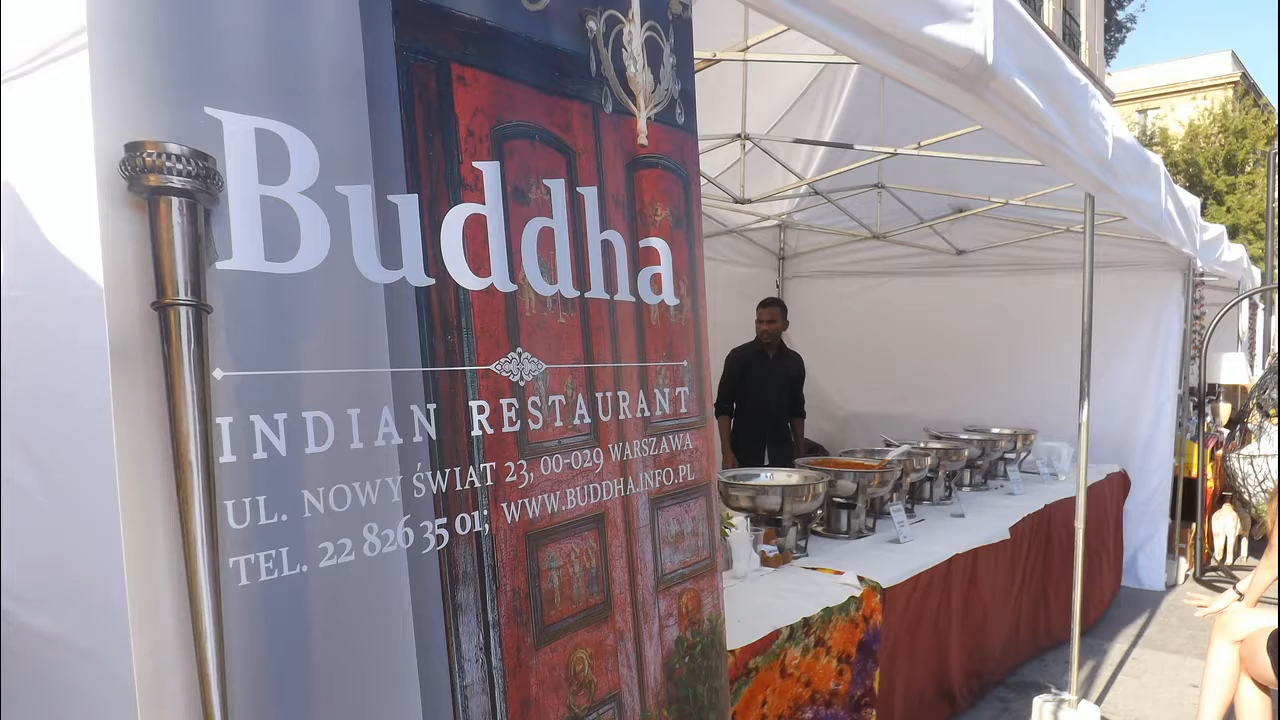 Buddha
INDIAN RESTAURANT
UL. NOWY ŚWIAT 23, 00-029 WARSZAWA
TEL. 22 826 35 01; WWW.BUDDHA.INFO.PL